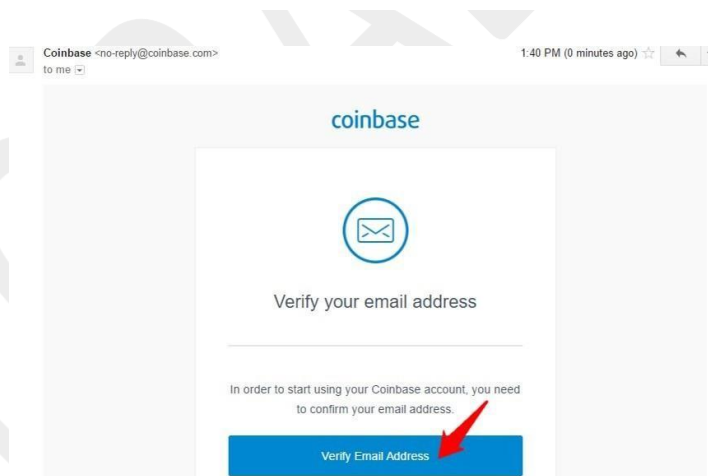 Coinbase <no-reply@coinbase.com>
1:40 PM (0 minutes ago)
to me
coinbase
Verify your email address
In order to start using your Coinbase account, you need
to confirm your email address.
Verify Email Address